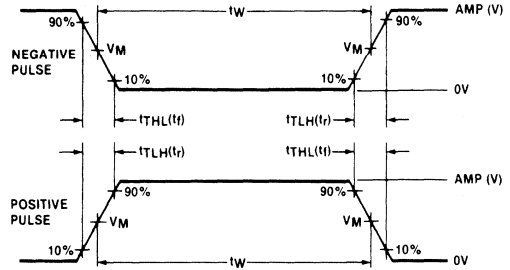 tW
AMP (V)
90%
90%
NEGATIVE
PULSE
VM
VM
10%
10%
0V
tTHL(tf)
tTLH(tr)
tTLH(tr)
tTHL(tf)
AMP (V)
90%
90%
POSITIVE
PULSE
VM
VM
10%
10%
0V
tW